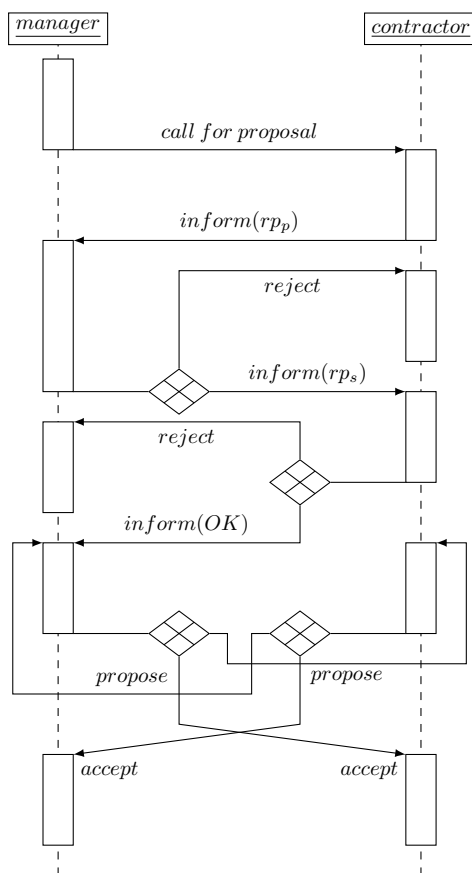 manager
contractor
call for proposal
inform(rp_p)
reject
inform(rp_s)
reject
inform(OK)
propose
propose
accept
accept